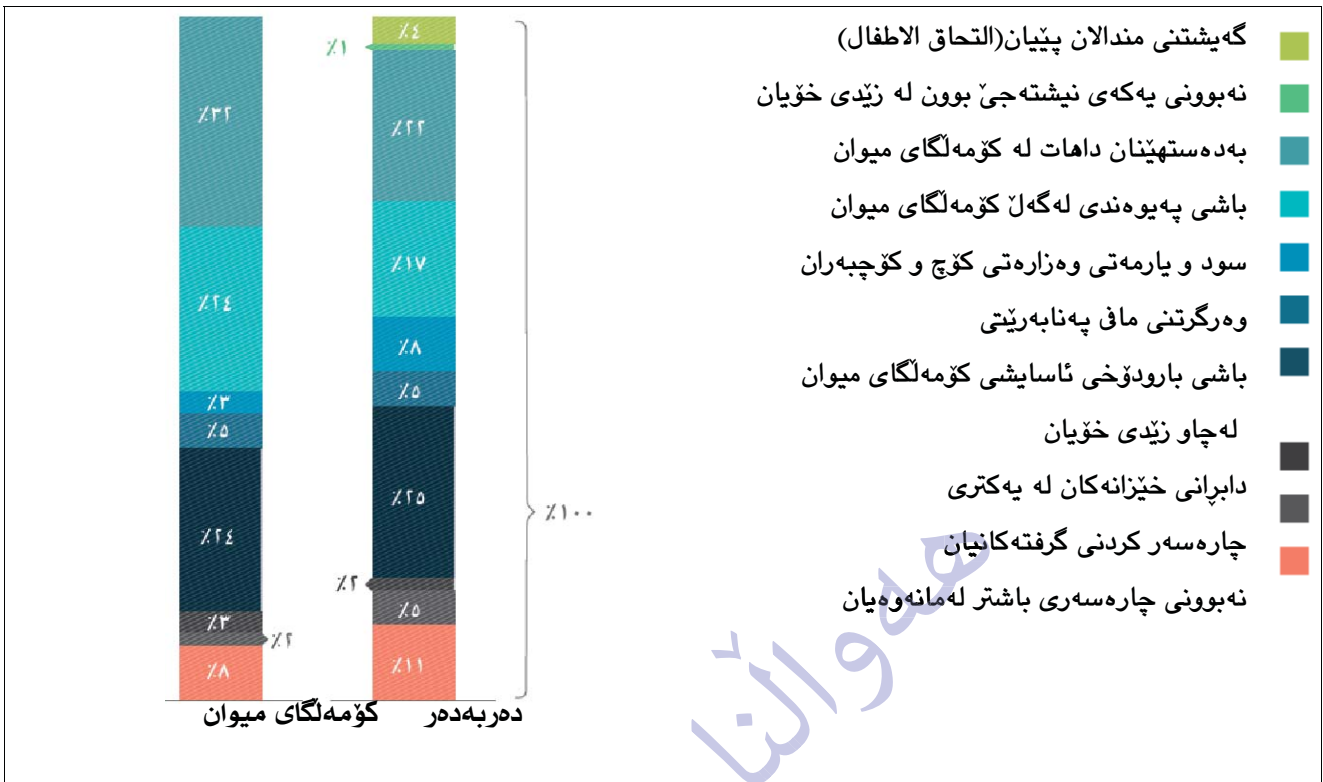 گەیشتنی مندالان پێیان(التحاق الاطفال)
نەبوونی یەکەی نیشتەجێ بوون لە زێدی خۆیان
بەدەستهێنان داهات لە کۆمەڵگای میوان
باشی پەیوەندی لەگەڵ کۆمەڵگای میوان
سود و یارمەتی وەزارەتی کۆچ و کۆچبەران
وەرگرتنی مافی پەنابەرێتی
باشی بارودۆخی ئاسایشی کۆمەڵگای میوان
لەچاو زێدی خۆیان
دابڕانی خێزانەکان لە یەکتری
چارەسەر کردنی گرفتەکانیان
نەبوونی چارەسەری باشتر لەمانەوەیان
٪٤
٪١
٪٢٢
٪١٧
٪٨
٪٥
٪٢٥
٪٢
٪٥
٪١١
٪١٠٠
دەربەدەر
٪٣٢
٪٢٤
٪٣
٪٥
٪٢٤
٪٣
٪٢
٪٨
کۆمەڵگای میوان
هەواڵنا